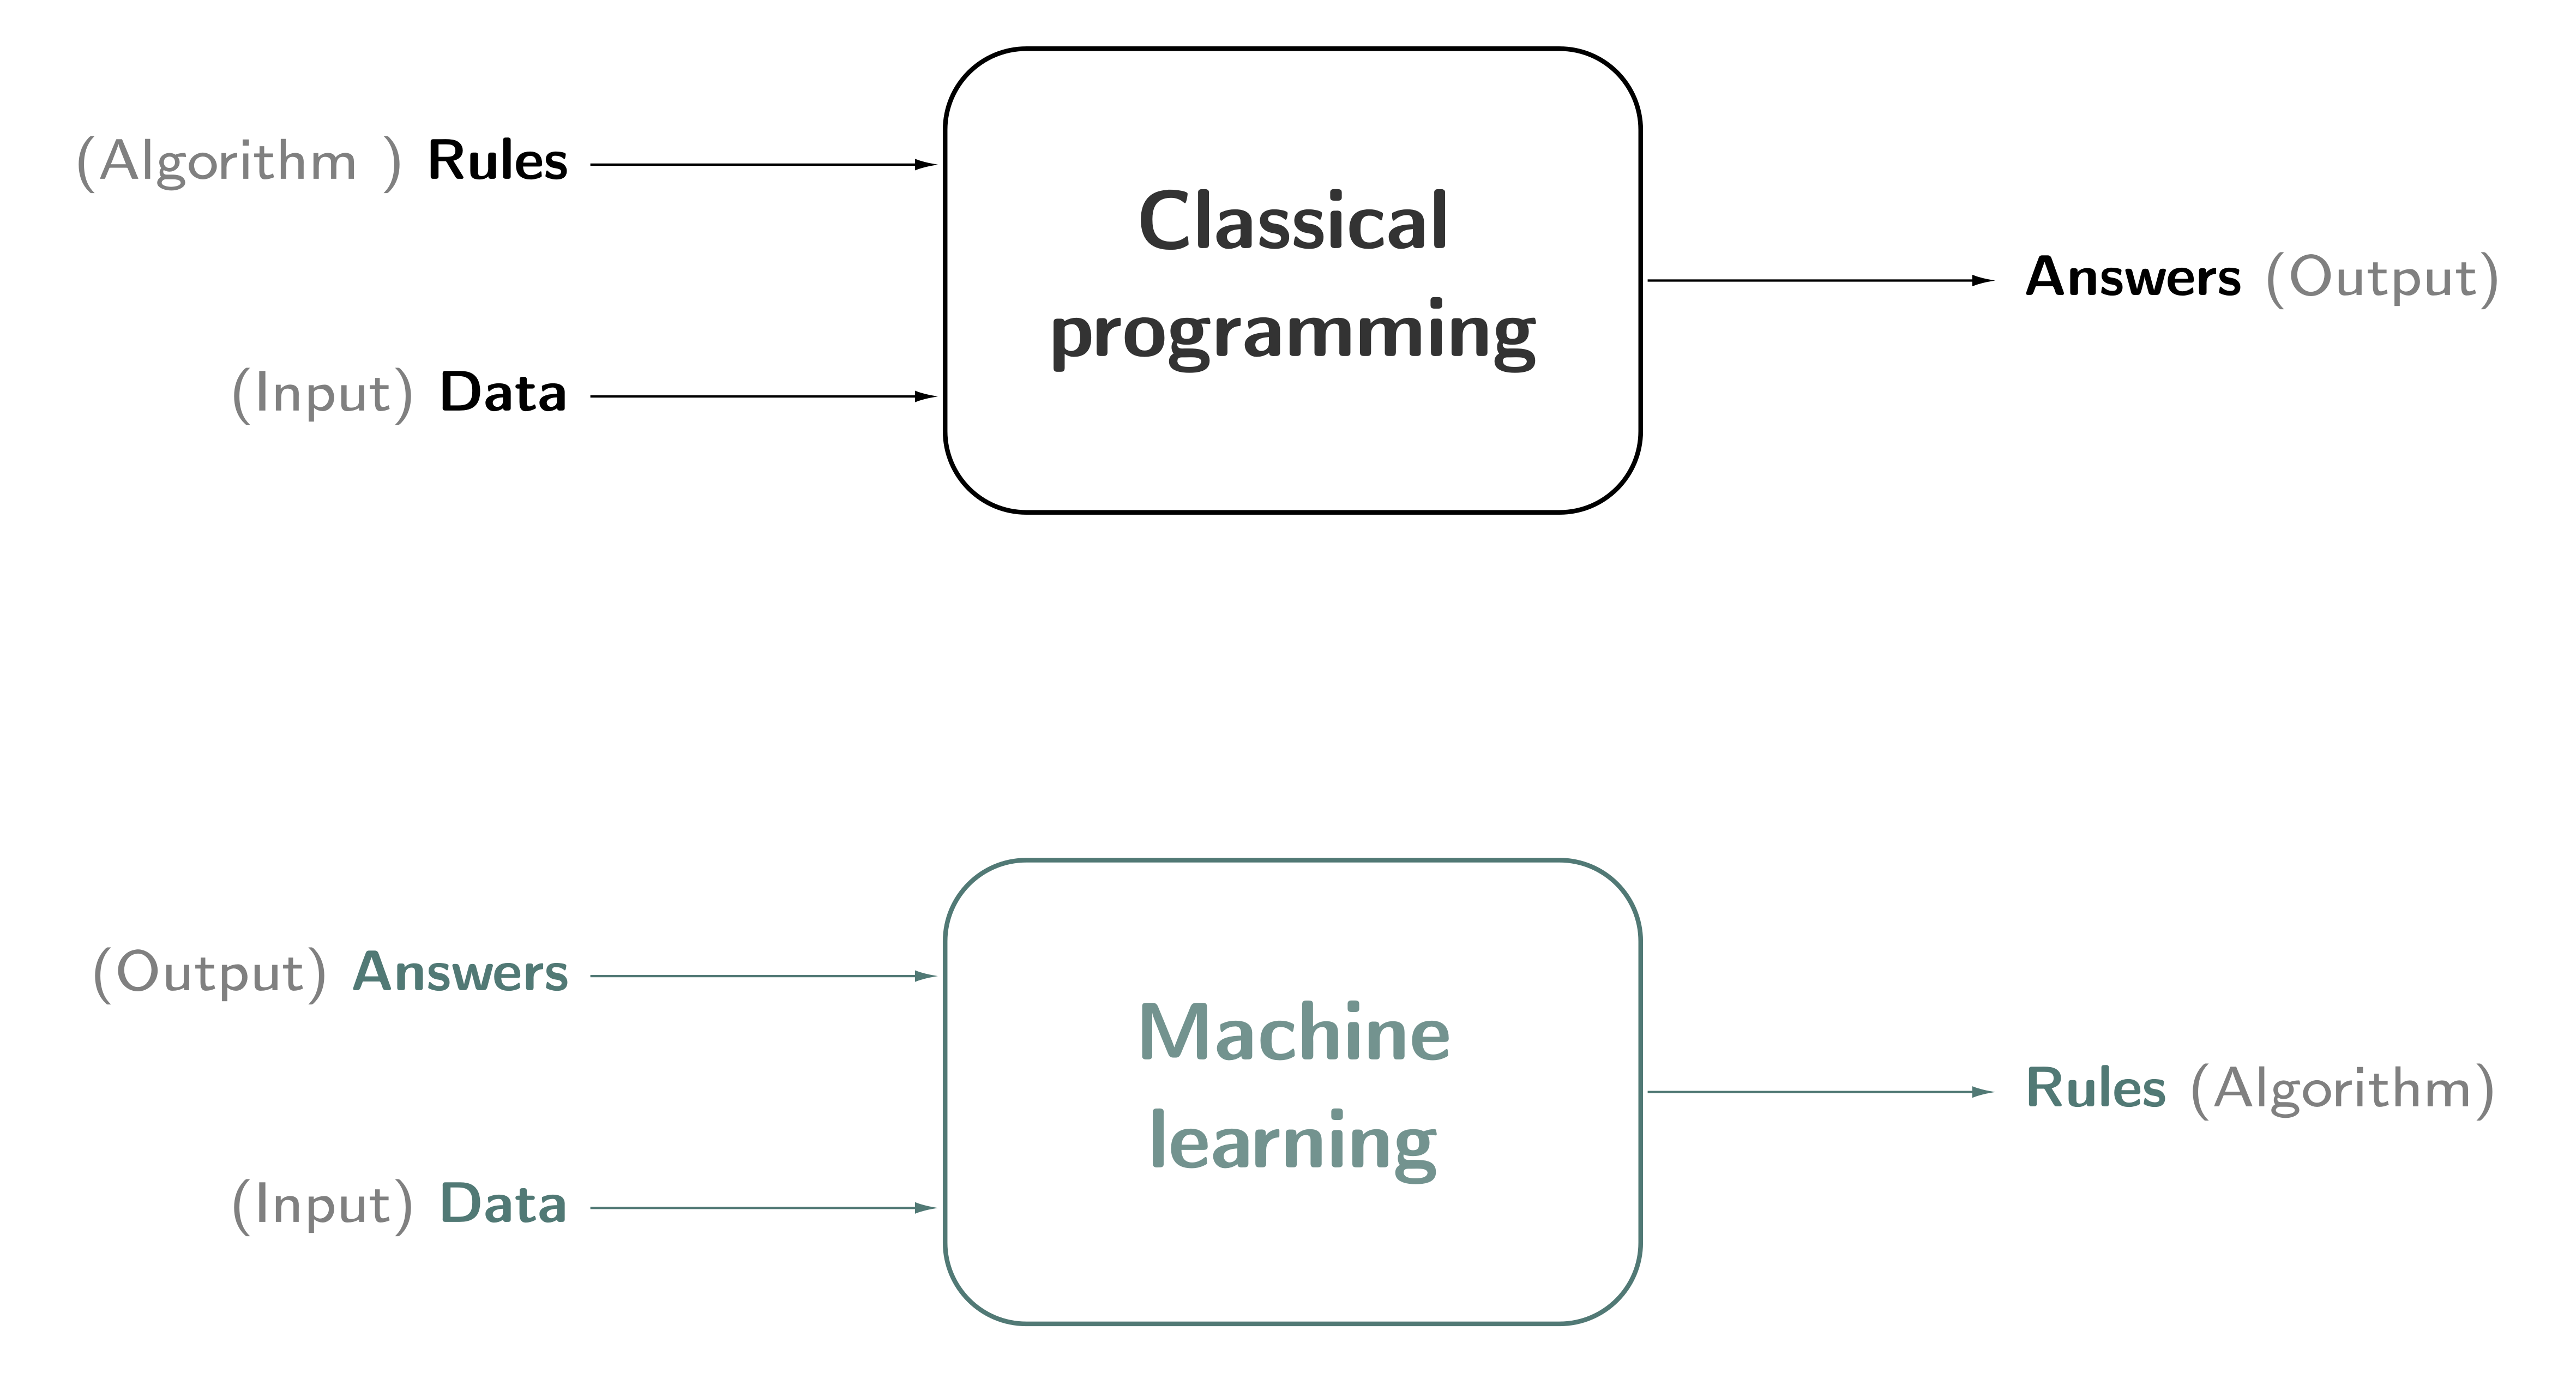 (Algorithm ) Rules
(Input) Data
Classical
programming
Answers (Output)
(Output) Answers
(Input) Data
Machine
learning
Rules (Algorithm)